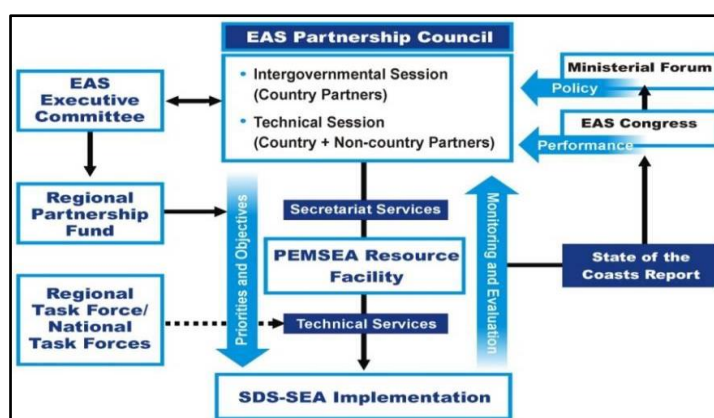 EAS Partnership Council
• Intergovernmental Session
(Country Partners)
• Technical Session
(Country + Non-country Partners)
EAS
Executive
Committee
Ministerial Forum
Policy
EAS Congress
Performance
Regional
Partnership
Fund
Priorities and Objectives
Secretariat Services
PEMSEA Resource
Facility
Monitoring and Evaluation
State of the
Coasts Report
Regional
Task Force/
National
Task Forces
Technical Services
SDS-SEA Implementation